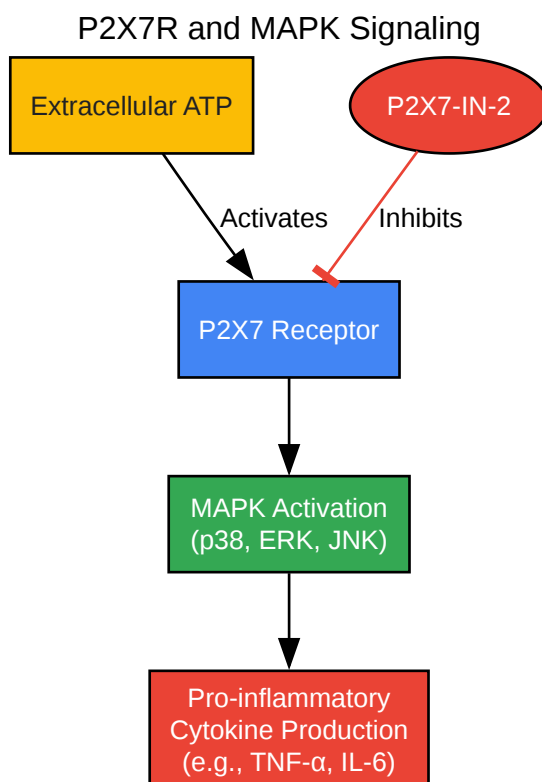 P2X7R and MAPK Signaling
Extracellular ATP
P2X7-IN-2
Activates
Inhibits
P2X7 Receptor
MAPK Activation
(p38, ERK, JNK)
Pro-inflammatory
Cytokine Production
(e.g., TNF-α, IL-6)